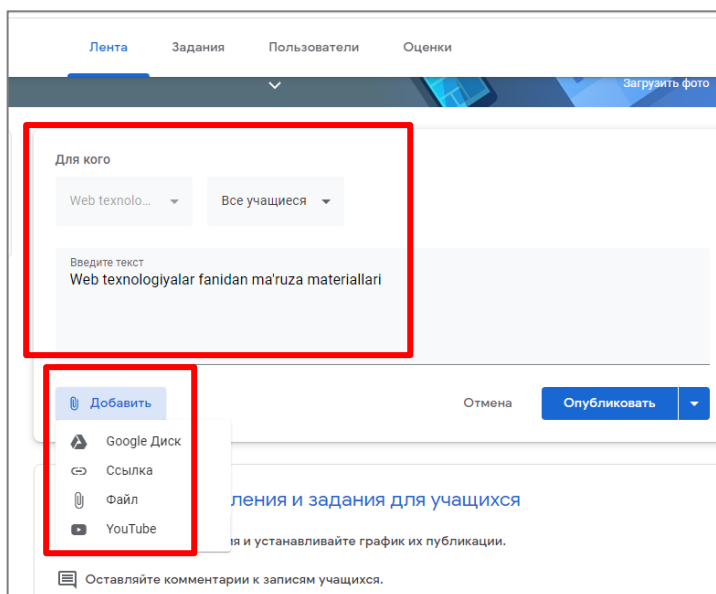 Лента Задания Пользователи Оценки
Загрузить фото
Для кого
Web texnolo... Все учащиеся
Введите текст
Web texnologiyalar fanidan ma'ruza materiallari
Добавить Отмена Опубликовать
Google Диск
Ссылка
Файл ления и задания для учащихся
YouTube
я и устанавливайте график их публикации.
Оставляйте комментарии к записям учащихся.